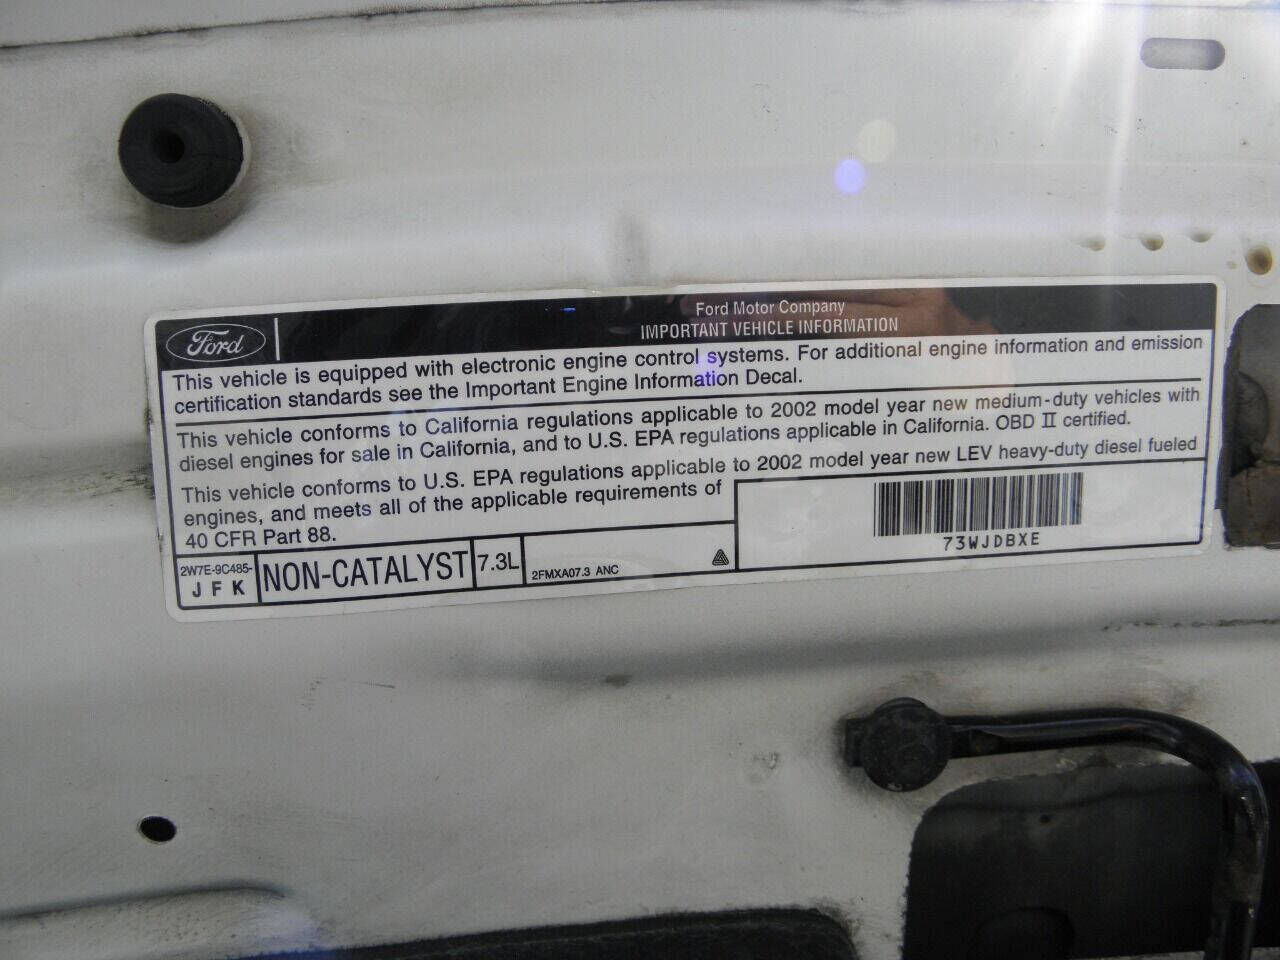 Ford
Ford Motor Company
IMPORTANT VEHICLE INFORMATION
This vehicle is equipped with electronic engine control systems. For additional engine information and emission
certification standards see the Important Engine Information Decal.
This vehicle conforms to California regulations applicable to 2002 model year new medium-duty vehicles with
diesel engines for sale in California, and to U.S. EPA regulations applicable in California. OBD II certified.
This vehicle conforms to U.S. EPA regulations applicable to 2002 model year new LEV heavy-duty diesel fueled
engines, and meets all of the applicable requirements of
40 CFR Part 88.
2W7E-9C485-
J F K
NON-CATALYST
7.3L
2FMXA07.3 ANC
73WJDBXE